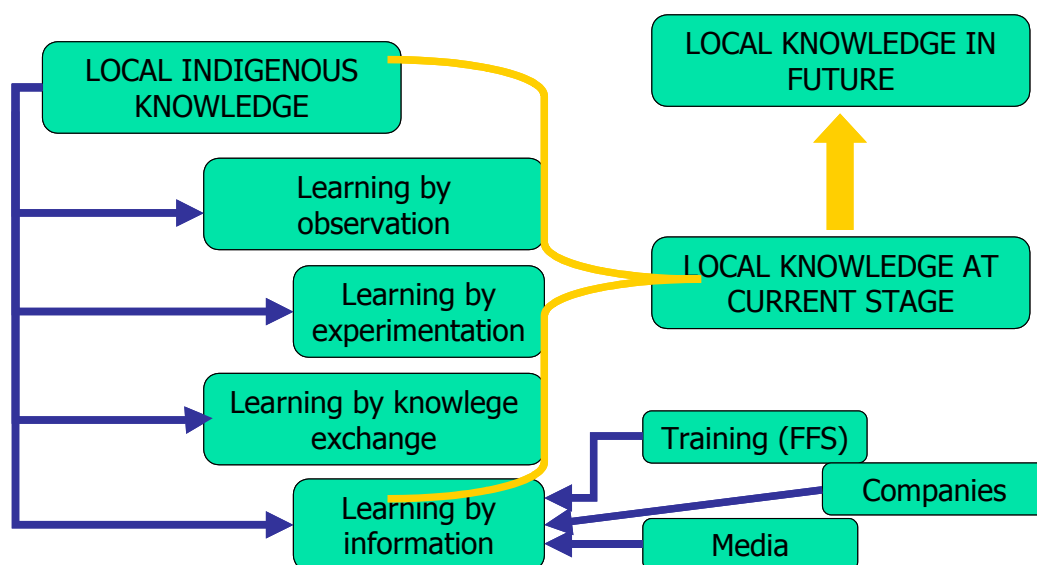 LOCAL INDIGENOUS
KNOWLEDGE
LOCAL KNOWLEDGE IN
FUTURE
Learning by
observation
LOCAL KNOWLEDGE AT
CURRENT STAGE
Learning by
experimentation
Learning by knowlege
exchange
Training (FFS)
Companies
Learning by
information
Media